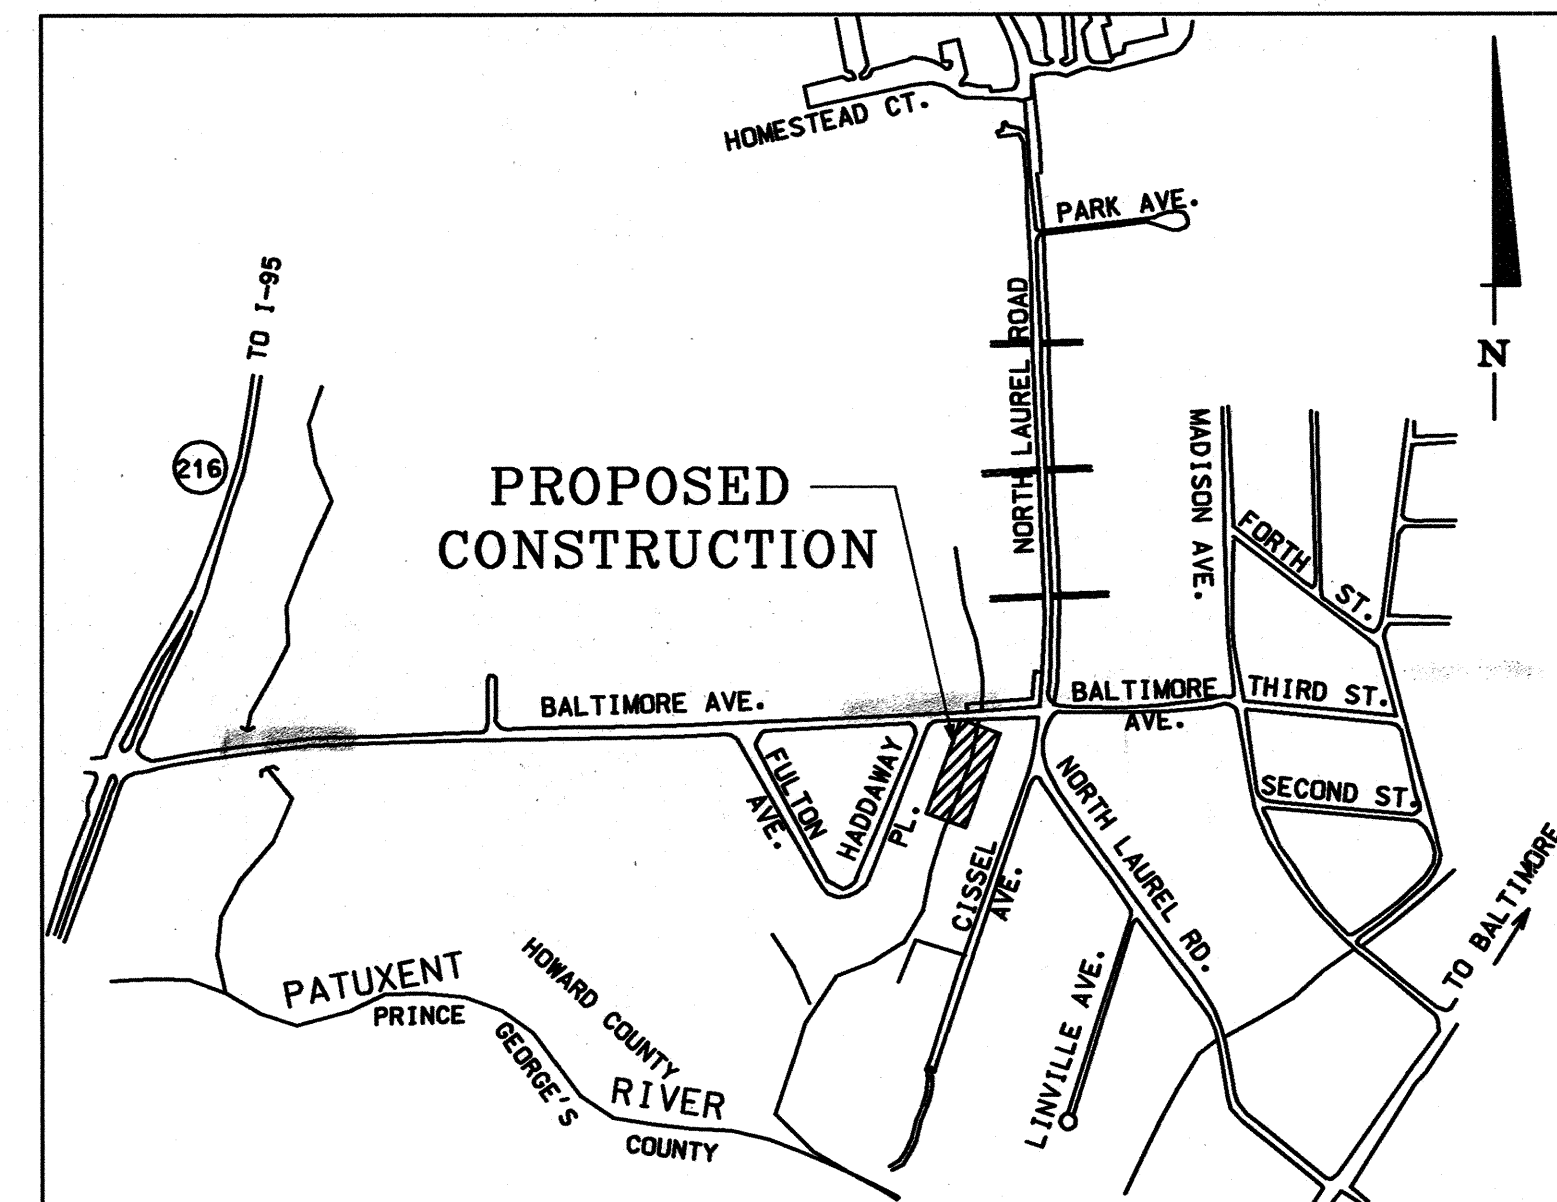 HOMESTEAD CT.
PARK AVE.
TO I-95
NORTH LAUREL ROAD
N
216
PROPOSED
CONSTRUCTION
MADISON AVE.
FORTH ST.
BALTIMORE AVE.
BALTIMORE
AVE.
THIRD ST.
FULTON
AVE.
HADDAWAY
PL.
SECOND ST.
NORTH LAUREL RD.
CISSEL
AVE.
TO BALTIMORE
LINVILLE AVE.
PATUXENT
RIVER
HOWARD COUNTY
PRINCE
GEORGE'S
COUNTY